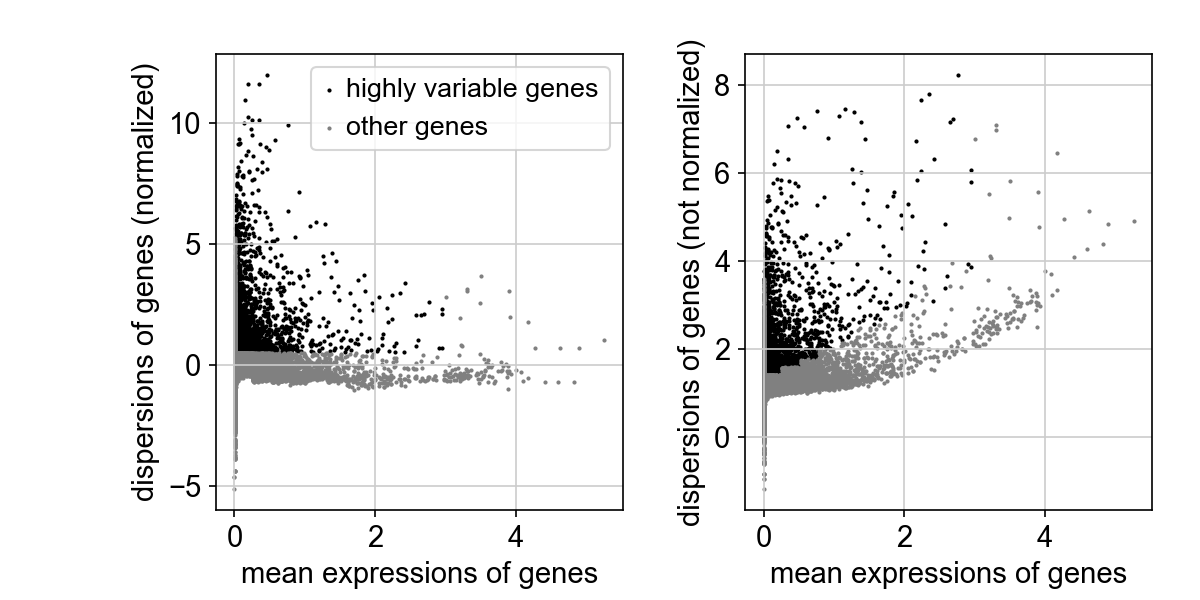 dispersions of genes (normalized)
10
5
0
−5
highly variable genes
other genes
0 2 4
mean expressions of genes
dispersions of genes (not normalized)
8
6
4
2
0
0 2 4
mean expressions of genes